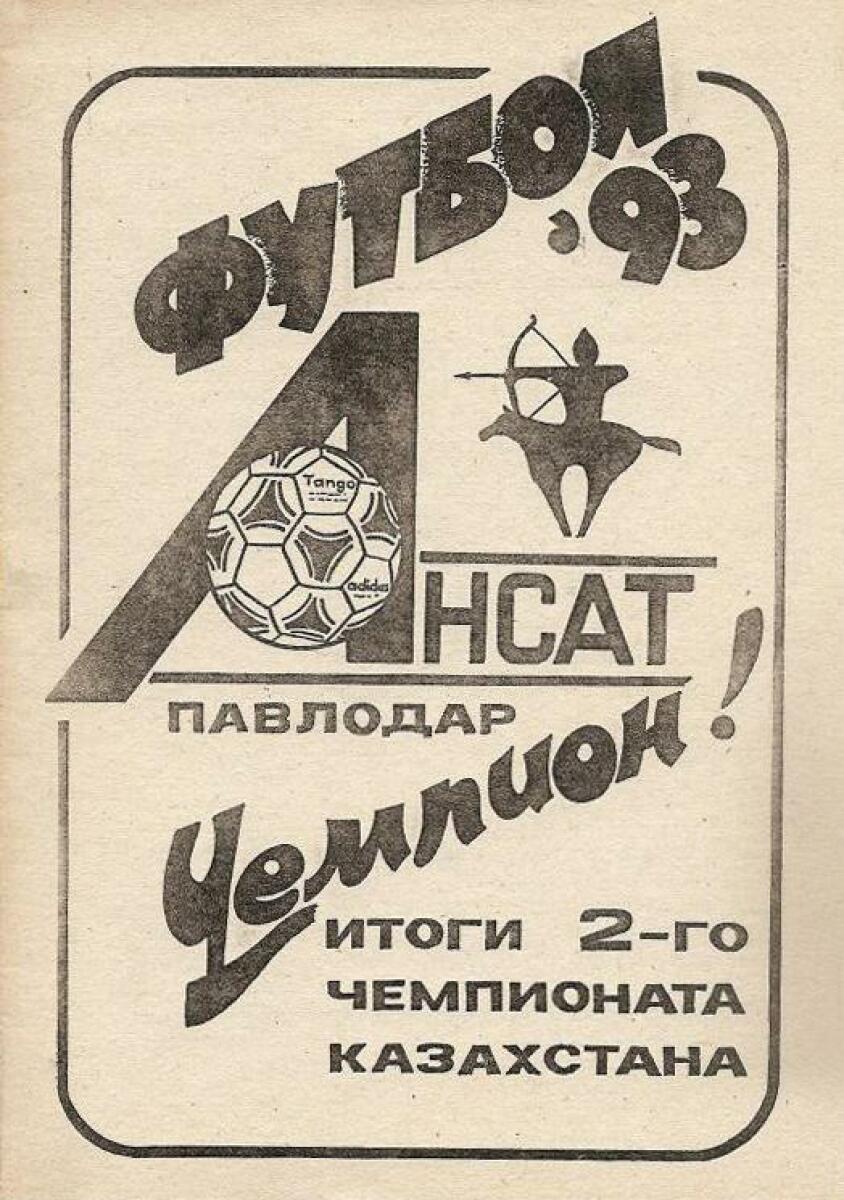 ФУТБОЛ
'93
Tango
adidas
АНСАТ
ПАВЛОДАР
Чемпион!
ИТОГИ 2-ГО
ЧЕМПИОНАТА
КАЗАХСТАНА